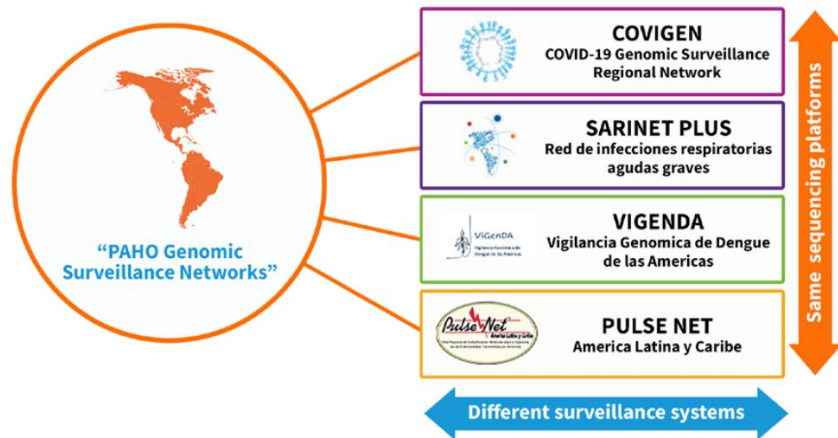 “PAHO Genomic
Surveillance Networks”
COVIGEN
COVID-19 Genomic Surveillance
Regional Network
SARINET PLUS
Red de infecciones respiratorias
agudas graves
ViGenDA
VIGENDA
Vigilancia Genomica de Dengue
de las Americas
Pulse Net
América Latina y Caribe
PULSE NET
America Latina y Caribe
Same sequencing platforms
Different surveillance systems